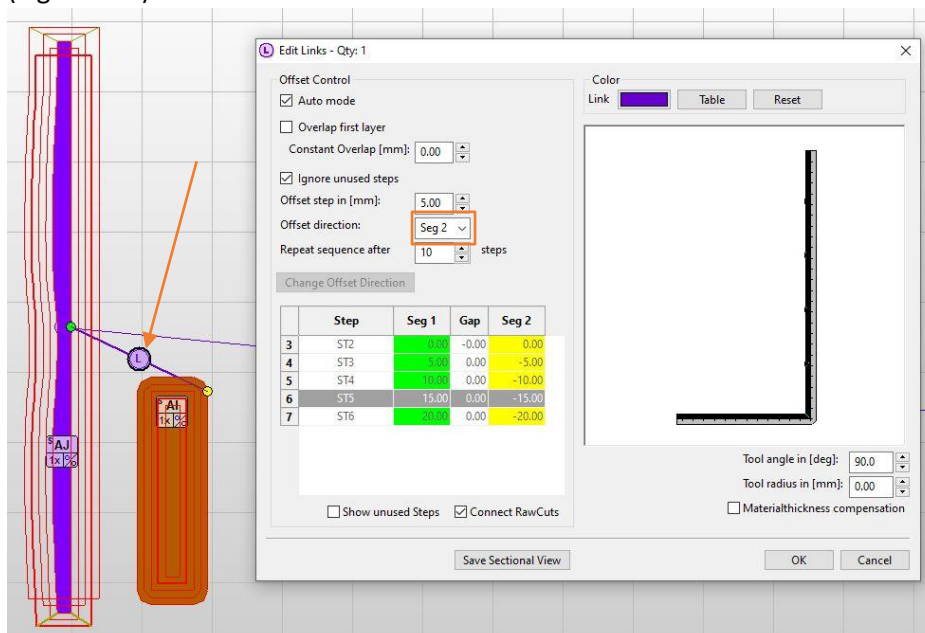 L Edit Links - Qty: 1
Offset Control
Auto mode
Overlap first layer
Constant Overlap [mm]: 0.00
Ignore unused steps
Offset step in [mm]: 5.00
Offset direction: Seg 2
Repeat sequence after 10 steps
Change Offset Direction
Step Seg 1 Gap Seg 2
3 ST2 0.00 -0.00 0.00
4 ST3 5.00 0.00 -5.00
5 ST4 10.00 0.00 -10.00
6 ST5 15.00 0.00 -15.00
7 ST6 20.00 0.00 -20.00
Show unused Steps Connect RawCuts
Color
Link Table Reset
Tool angle in [deg]: 90.0
Tool radius in [mm]: 0.00
Materialthickness compensation
Save Sectional View OK Cancel
L
S AI
1x %
S AJ
1x %